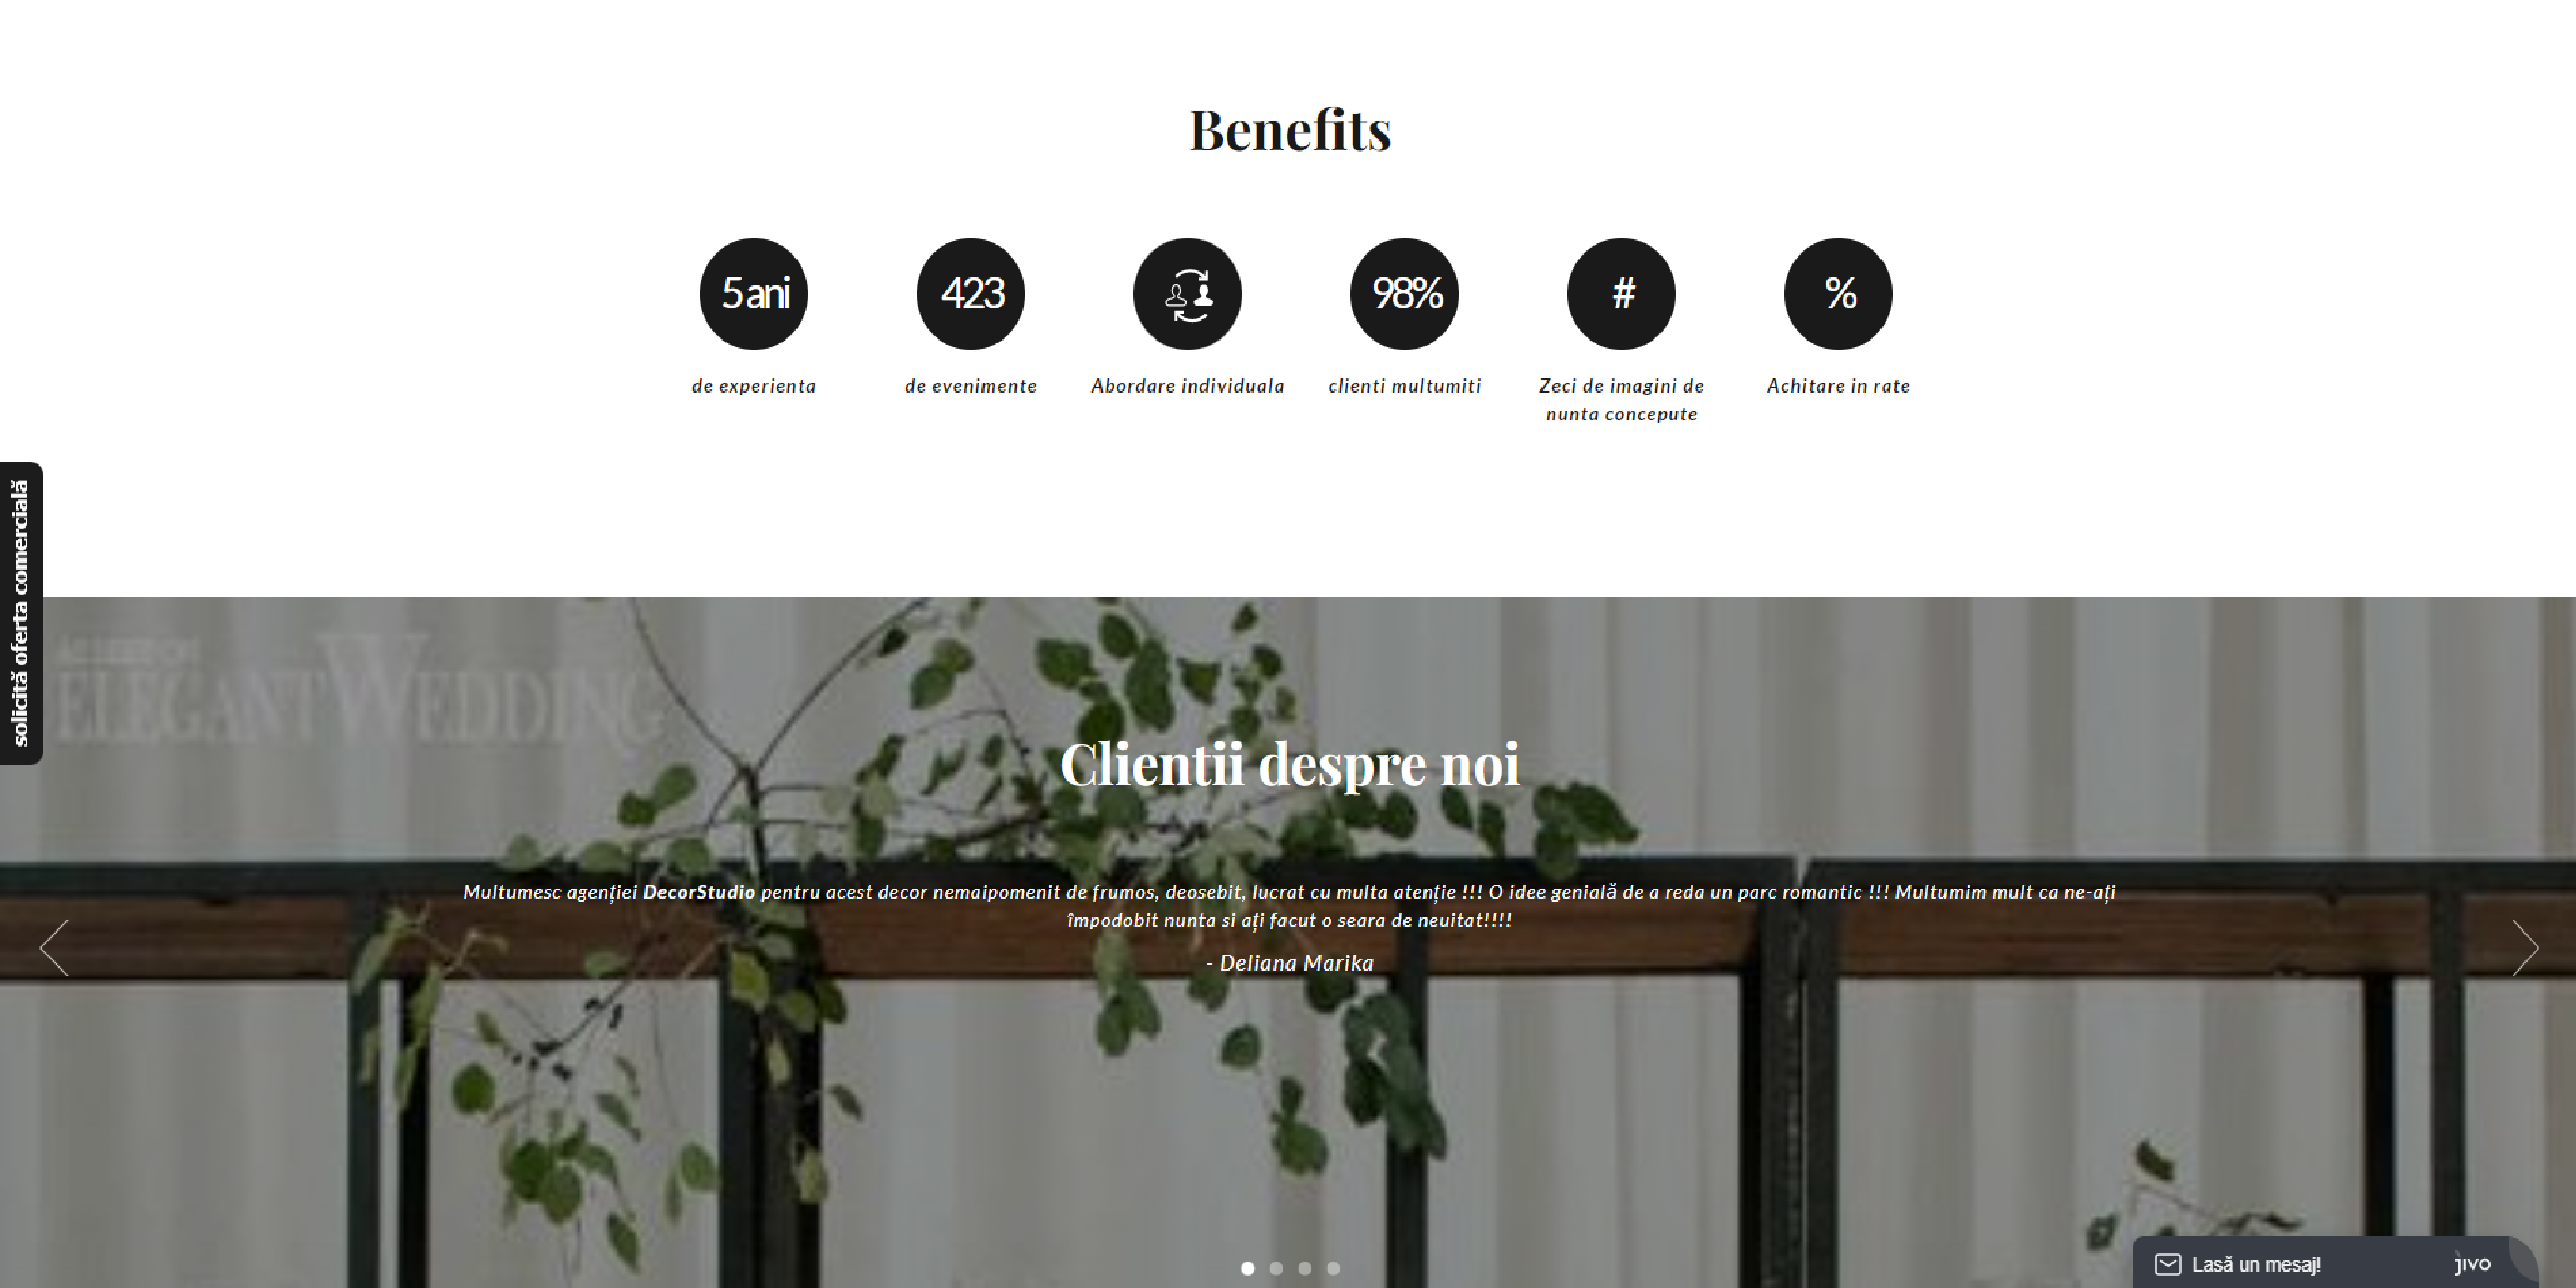 Benefits
5 ani
423
98%
#
%
de experienta
de evenimente
Abordare individuala
clienti multumiti
Zeci de imagini de
nunta concepute
Achitare in rate
solicită oferta comercială
ELEGANT WEDDING
Clientii despre noi
Multumesc agenției DecorStudio pentru acest decor nemaipomenit de frumos, deosebit, lucrat cu multa atenție !!! O idee genială de a reda un parc romantic !!! Multumim mult ca ne-ați
împodobit nunta si ați facut o seara de neuitat!!!!
- Deliana Marika
Lasă un mesaj!
jivo